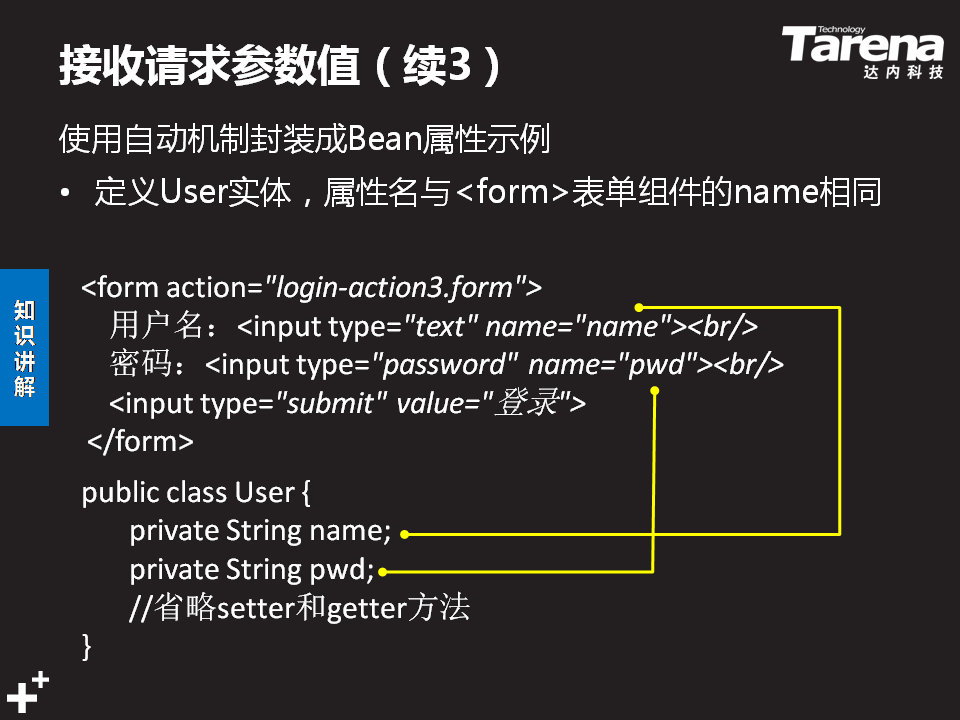 接收请求参数值（续3）
Technology
Tarena
达内科技
使用自动机制封装成Bean属性示例
• 定义User实体，属性名与<form>表单组件的name相同
知识讲解
<form action="login-action3.form">
用户名：<input type="text" name="name"><br/>
密码：<input type="password" name="pwd"><br/>
<input type="submit" value="登录">
</form>
public class User {
private String name;
private String pwd;
//省略setter和getter方法
}